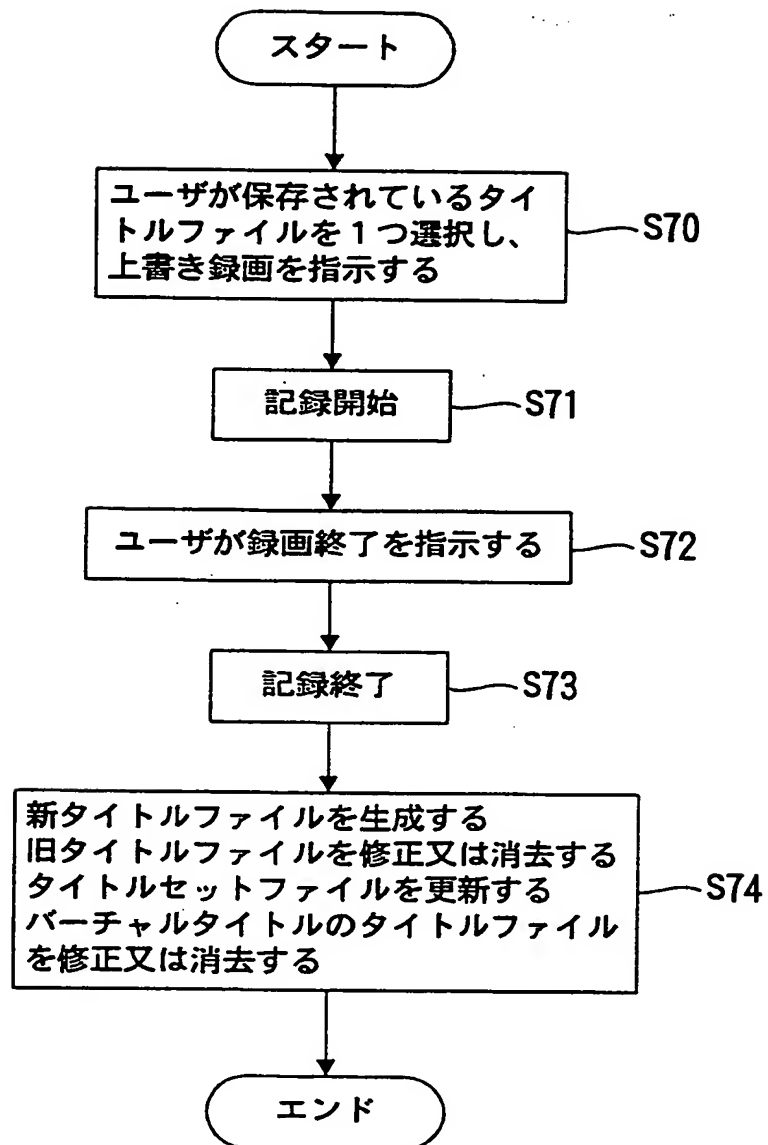 スタート
ユーザが保存されているタイ
トルファイルを1つ選択し、
上書き録画を指示する
S70
記録開始
S71
ユーザが録画終了を指示する
S72
記録終了
S73
新タイトルファイルを生成する
旧タイトルファイルを修正又は消去する
タイトルセットファイルを更新する
バーチャルタイトルのタイトルファイル
を修正又は消去する
S74
エンド